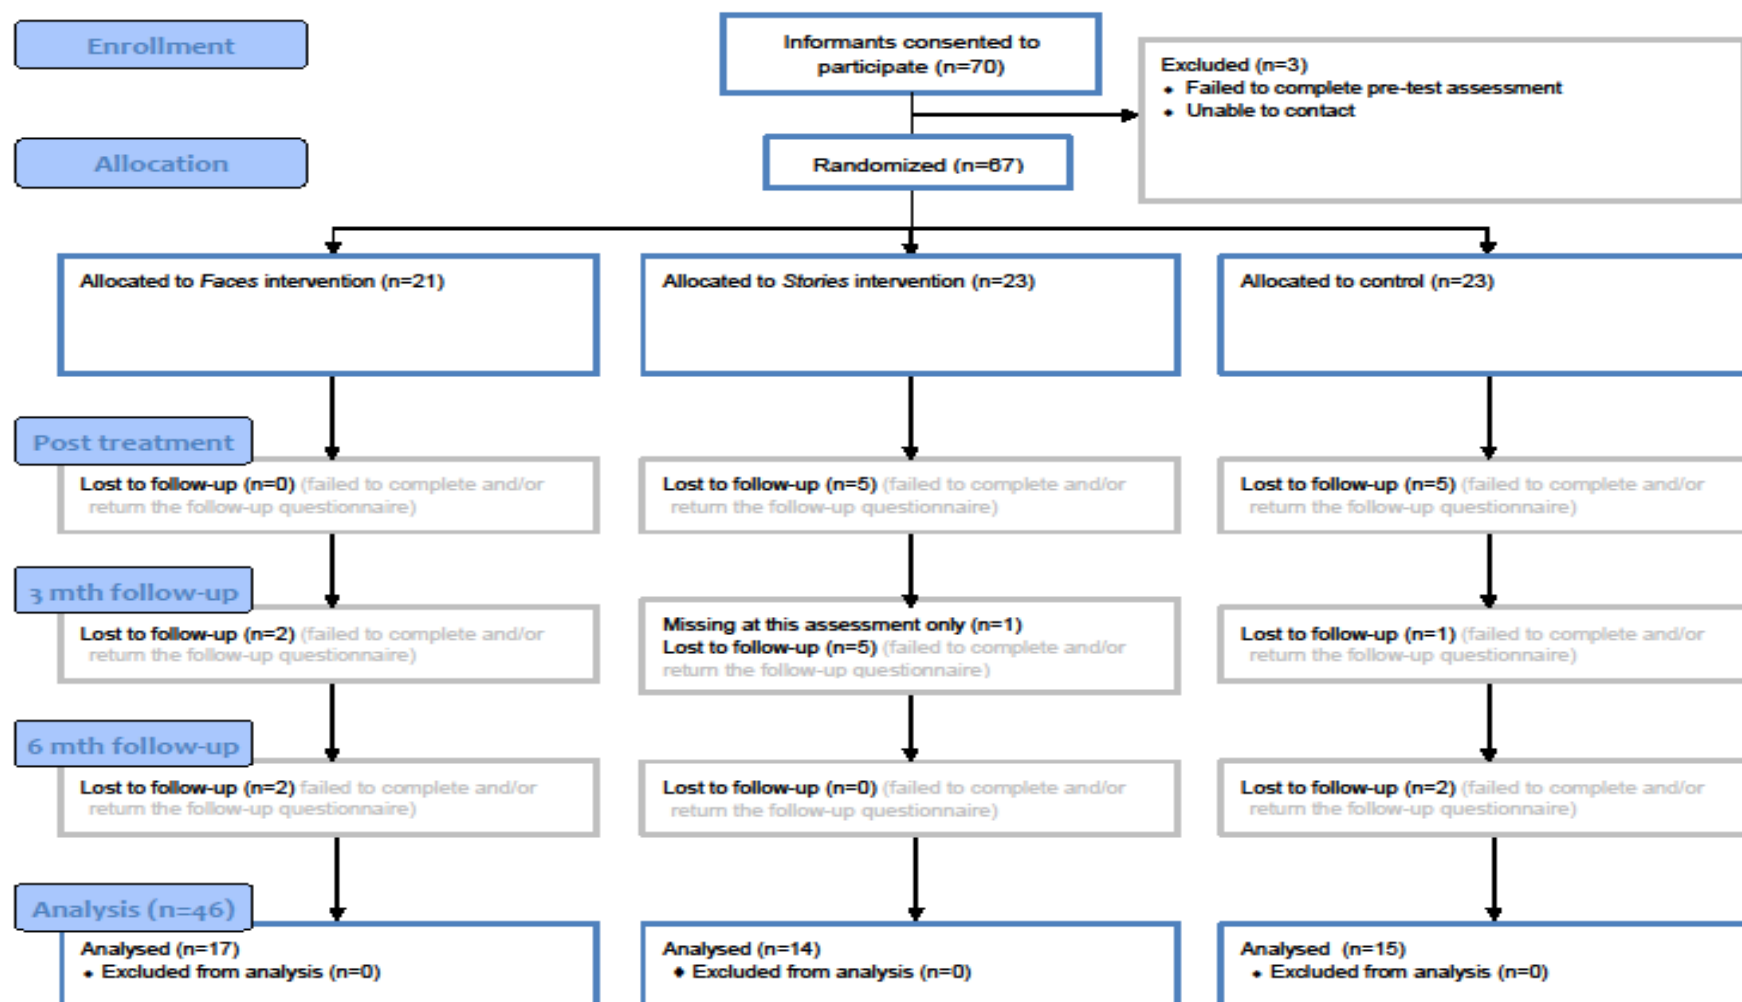 Enrollment
Informants consented to
participate (n=70)
Excluded (n=3)
⬥ Failed to complete pre-test assessment
⬥ Unable to contact
Allocation
Randomized (n=67)
Allocated to Faces intervention (n=21)
Allocated to Stories intervention (n=23)
Allocated to control (n=23)
Post treatment
Lost to follow-up (n=0) (failed to complete and/or
return the follow-up questionnaire)
Lost to follow-up (n=5) (failed to complete and/or
return the follow-up questionnaire)
Lost to follow-up (n=5) (failed to complete and/or
return the follow-up questionnaire)
3 mth follow-up
Lost to follow-up (n=2) (failed to complete and/or
return the follow-up questionnaire)
Missing at this assessment only (n=1)
Lost to follow-up (n=5) (failed to complete and/or
return the follow-up questionnaire)
Lost to follow-up (n=1) (failed to complete and/or
return the follow-up questionnaire)
6 mth follow-up
Lost to follow-up (n=2) failed to complete and/or
return the follow-up questionnaire)
Lost to follow-up (n=0) (failed to complete and/or
return the follow-up questionnaire)
Lost to follow-up (n=2) (failed to complete and/or
return the follow-up questionnaire)
Analysis (n=46)
Analysed (n=17)
⬥ Excluded from analysis (n=0)
Analysed (n=14)
⬥ Excluded from analysis (n=0)
Analysed (n=15)
⬥ Excluded from analysis (n=0)